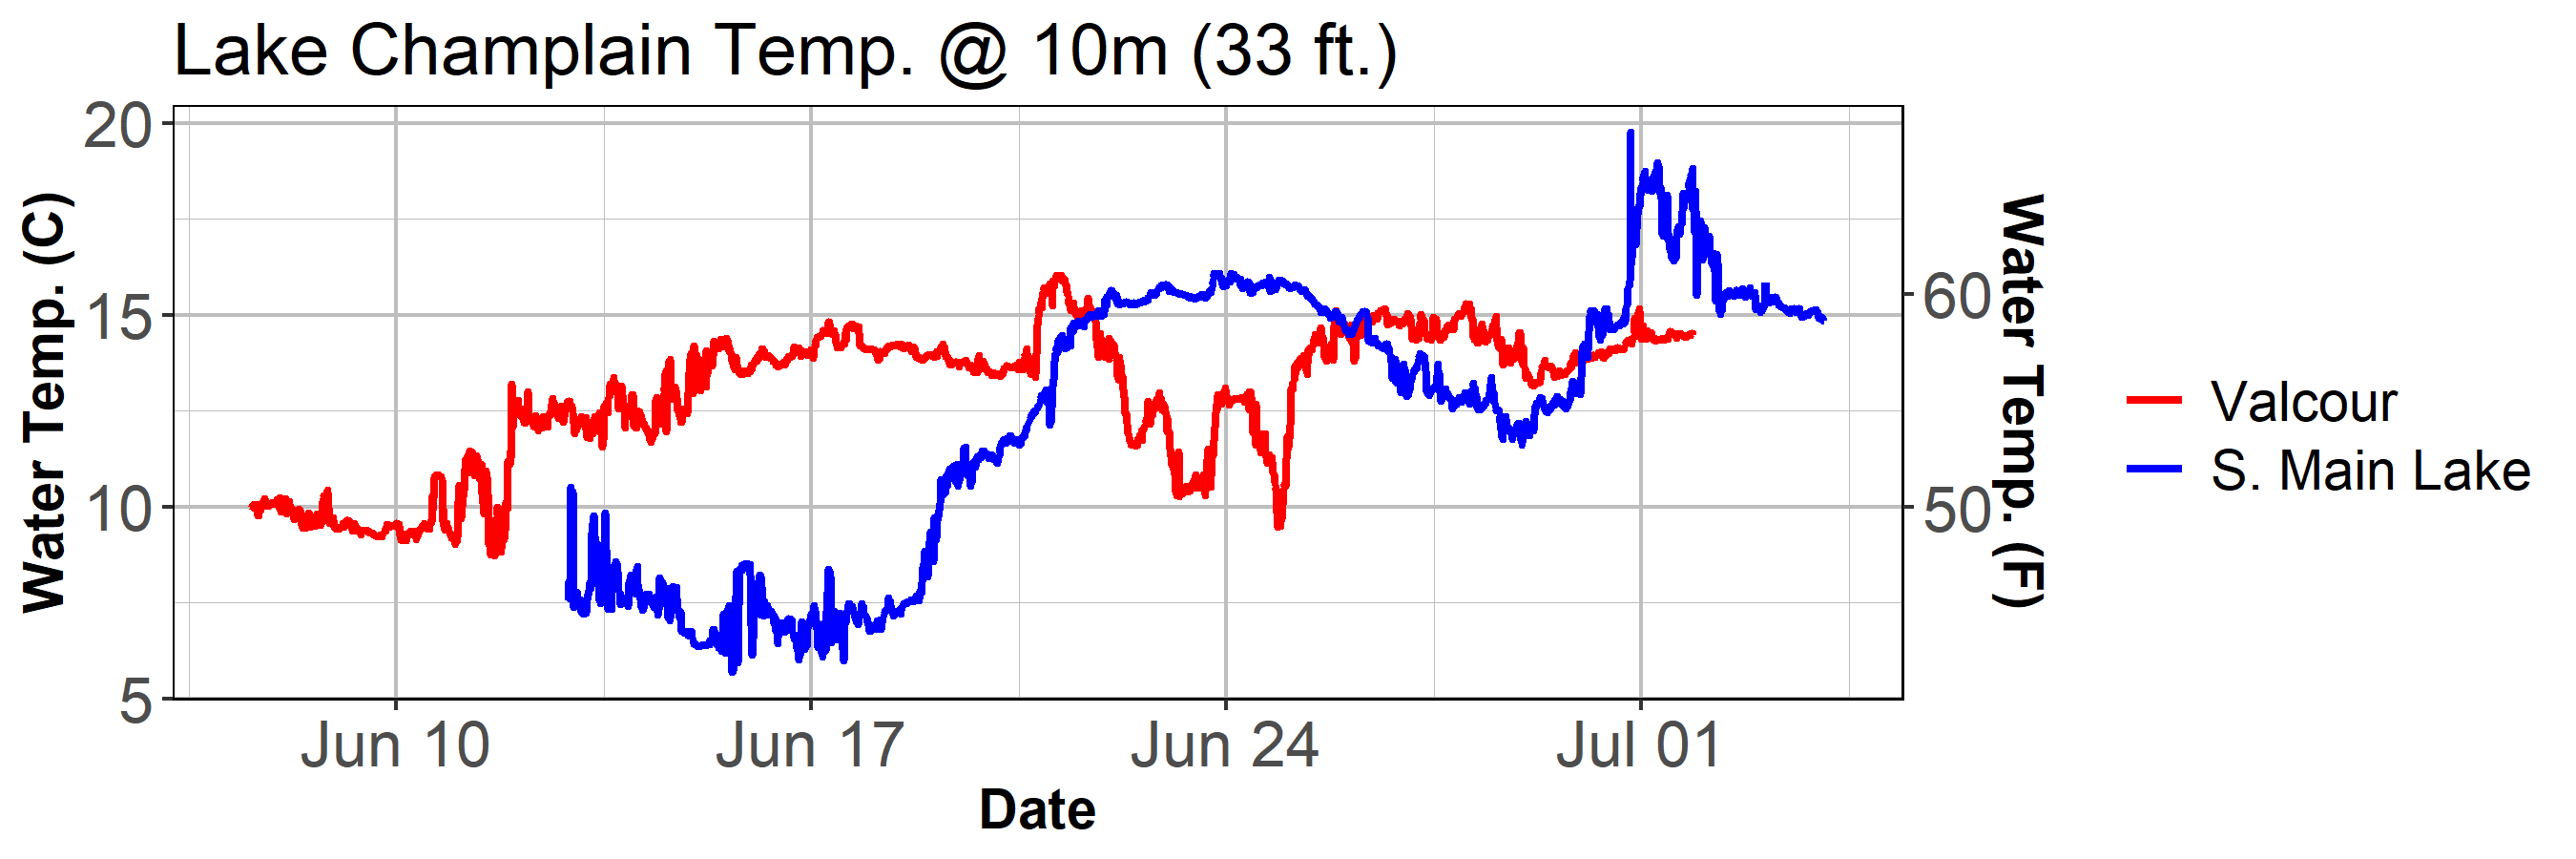 Lake Champlain Temp. @ 10m (33 ft.)
Water Temp. (C)
20
15
10
5
60
50
Water Temp. (F)
Valcour
S. Main Lake
Jun 10
Jun 17
Jun 24
Jul 01
Date